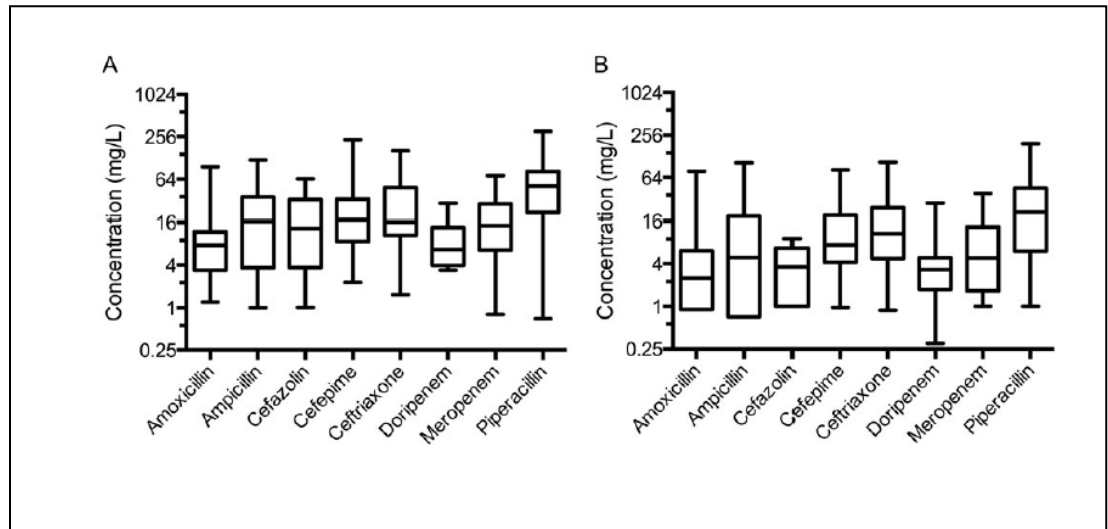 A
Concentration (mg/L)
1024
256
64
16
4
1
0.25
Amoxicillin
Ampicillin
Cefazolin
Cefepime
Ceftriaxone
Doripenem
Meropenem
Piperacillin
B
Concentration (mg/L)
1024
256
64
16
4
1
0.25
Amoxicillin
Ampicillin
Cefazolin
Cefepime
Ceftriaxone
Doripenem
Meropenem
Piperacillin